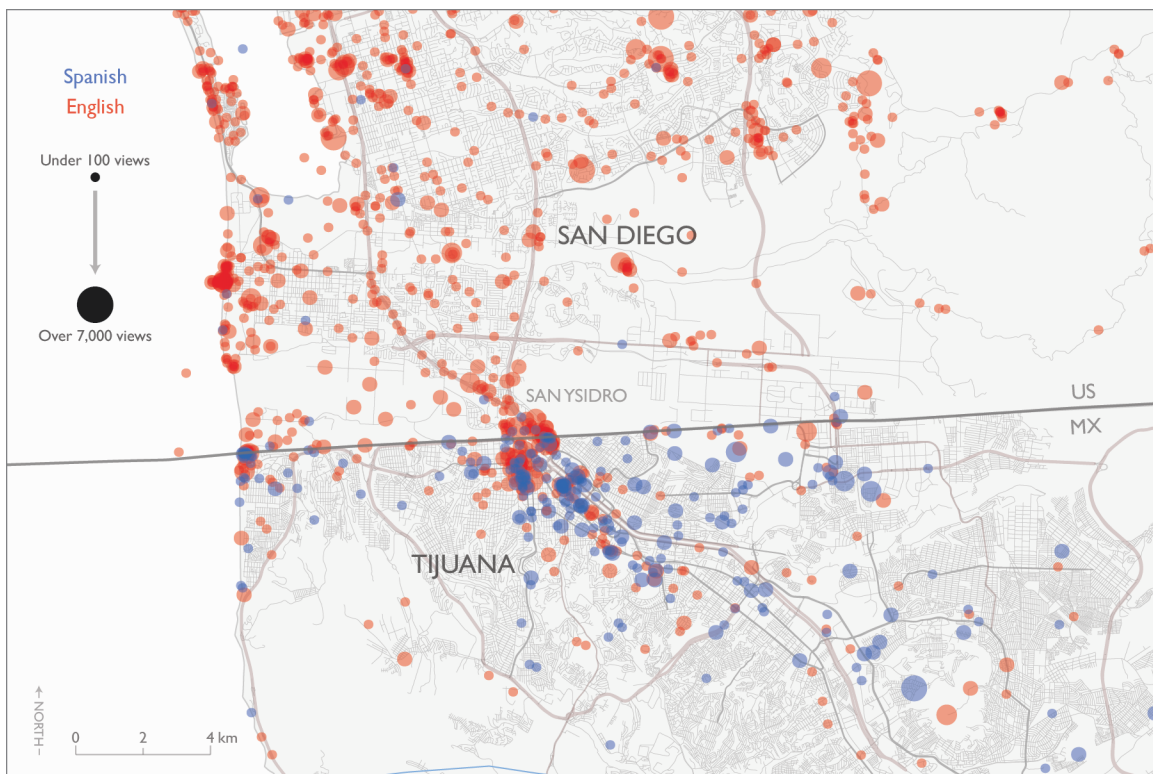 Spanish
English
Under 100 views
Over 7,000 views
SAN DIEGO
SAN YSIDRO
US
MX
TIJUANA
NORTH
0 2 4 km